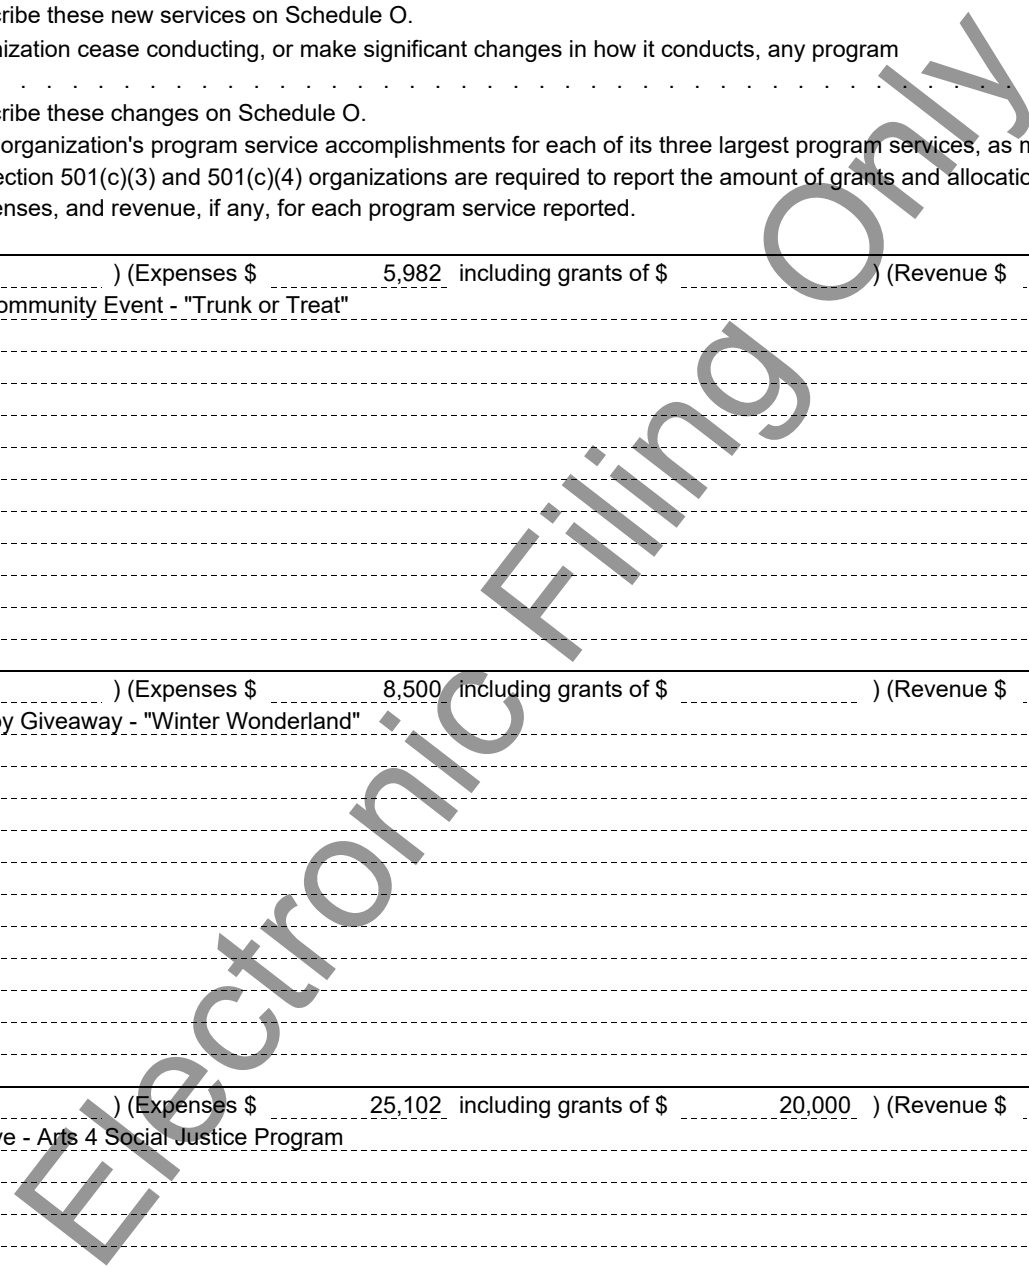 cribe these new services on Schedule O.
nization cease conducting, or make significant changes in how it conducts, any program
. . . . . . . . . . . . . . . . . . . . . . . . . . . . . . . . . . . . . . .
cribe these changes on Schedule O.
organization's program service accomplishments for each of its three largest program services, as m
ection 501(c)(3) and 501(c)(4) organizations are required to report the amount of grants and allocatio
enses, and revenue, if any, for each program service reported.
) (Expenses $ 5,982 including grants of $ ) (Revenue $
ommunity Event - "Trunk or Treat"
) (Expenses $ 8,500 including grants of $ ) (Revenue $
oy Giveaway - "Winter Wonderland"
) (Expenses $ 25,102 including grants of $ 20,000 ) (Revenue $
ve - Arts 4 Social Justice Program
Electronic Filing Only